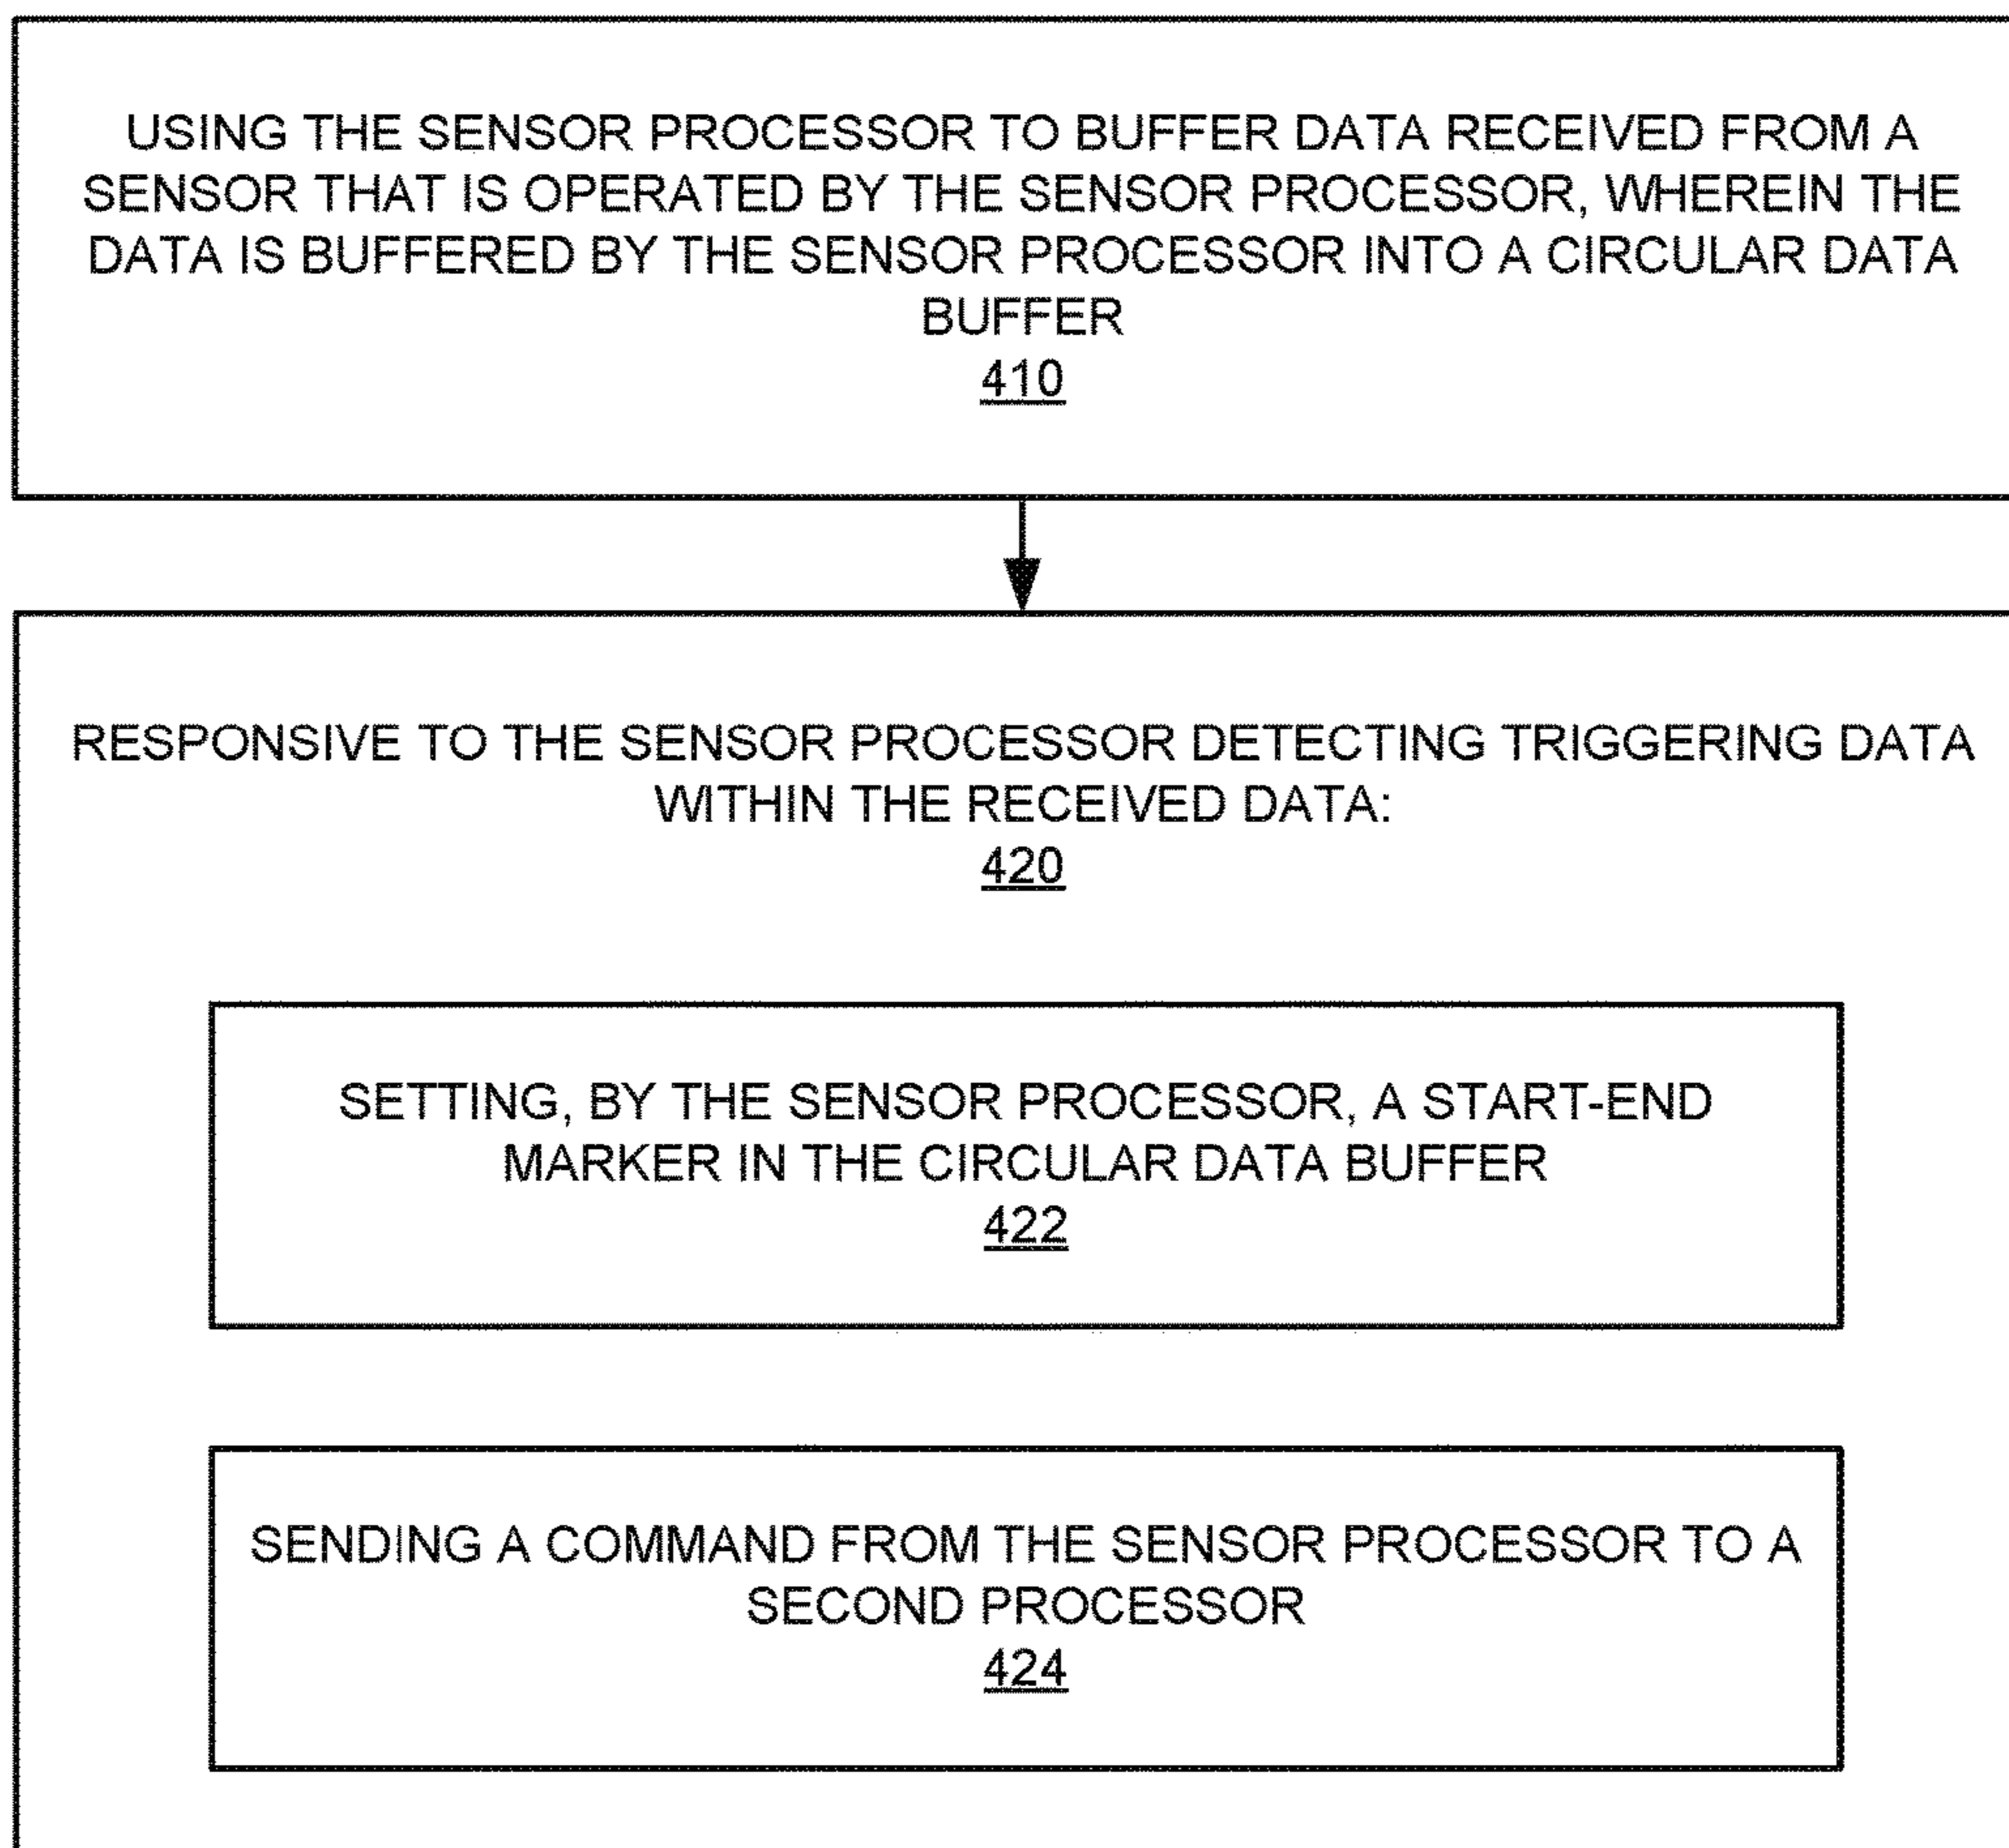 USING THE SENSOR PROCESSOR TO BUFFER DATA RECEIVED FROM A
SENSOR THAT IS OPERATED BY THE SENSOR PROCESSOR, WHEREIN THE
DATA IS BUFFERED BY THE SENSOR PROCESSOR INTO A CIRCULAR DATA
BUFFER
410
RESPONSIVE TO THE SENSOR PROCESSOR DETECTING TRIGGERING DATA
WITHIN THE RECEIVED DATA:
420
SETTING, BY THE SENSOR PROCESSOR, A START-END
MARKER IN THE CIRCULAR DATA BUFFER
422
SENDING A COMMAND FROM THE SENSOR PROCESSOR TO A
SECOND PROCESSOR
424